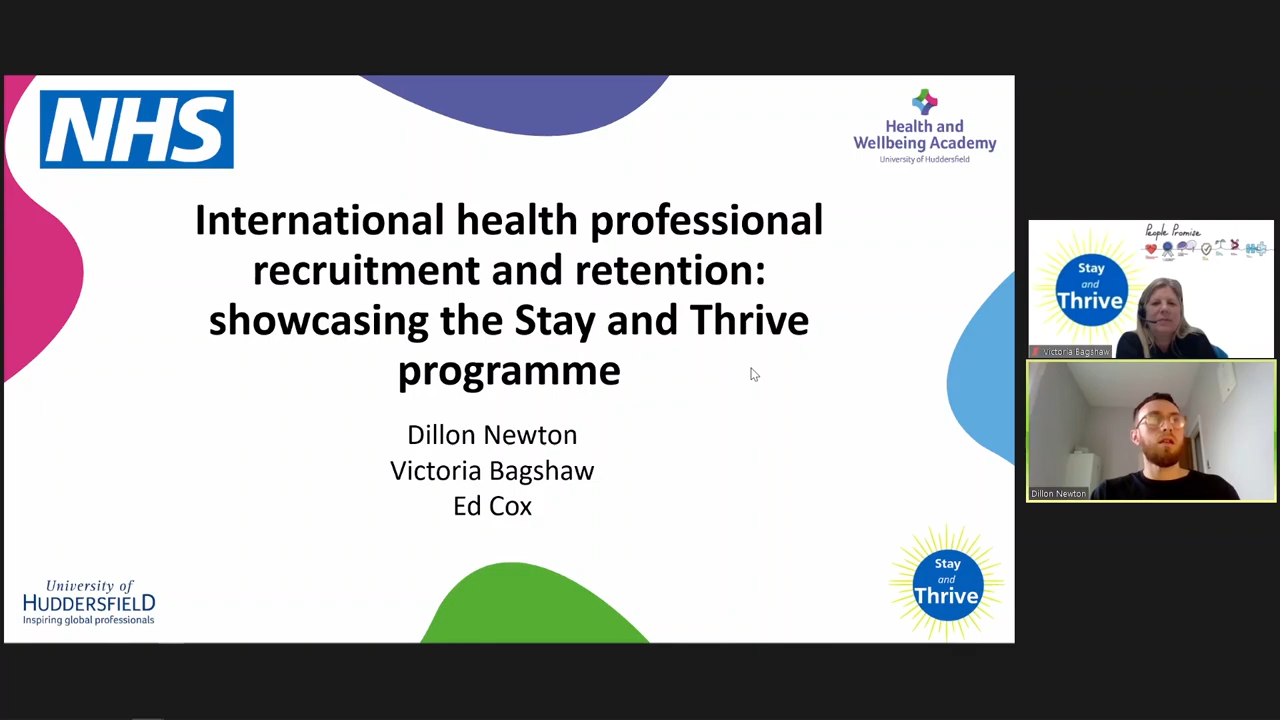 NHS
Health and
Wellbeing Academy
University of Huddersfield
International health professional
recruitment and retention:
showcasing the Stay and Thrive
programme
Dillon Newton
Victoria Bagshaw
Ed Cox
University of
HUDDERSFIELD
Inspiring global professionals
Stay
and
Thrive
People Promise
Stay
and
Thrive
Victoria Bagshaw
Dillon Newton